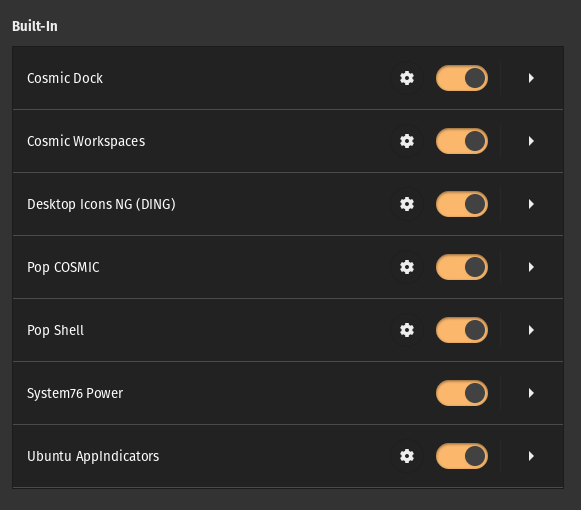 Built-In
Cosmic Dock
Cosmic Workspaces
Desktop Icons NG (DING)
Pop COSMIC
Pop Shell
System76 Power
Ubuntu AppIndicators